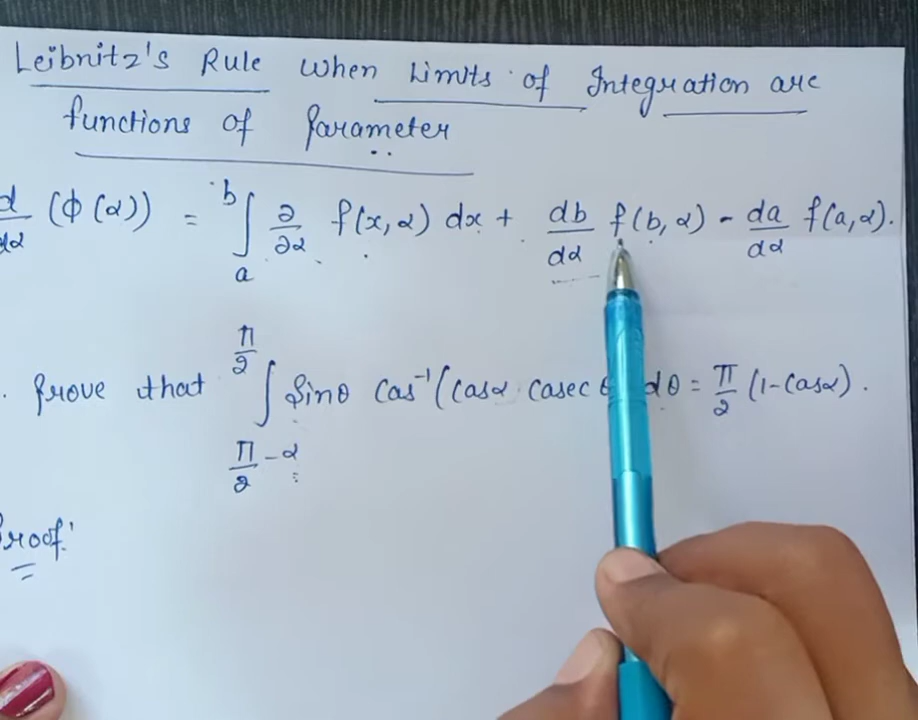 Leibnitz's Rule when Limits of Integration are
functions of Parameter
d/dα (ϕ(α)) = ∫_a^b ∂/∂α f(x,α) dx + db/dα f(b,α) - da/dα f(a,α).
. Prove that ∫_{π/2 - α}^{π/2} Sinθ Cos⁻¹(Cosα Cosec dθ = π/2 (1-Cosα).
Proof: